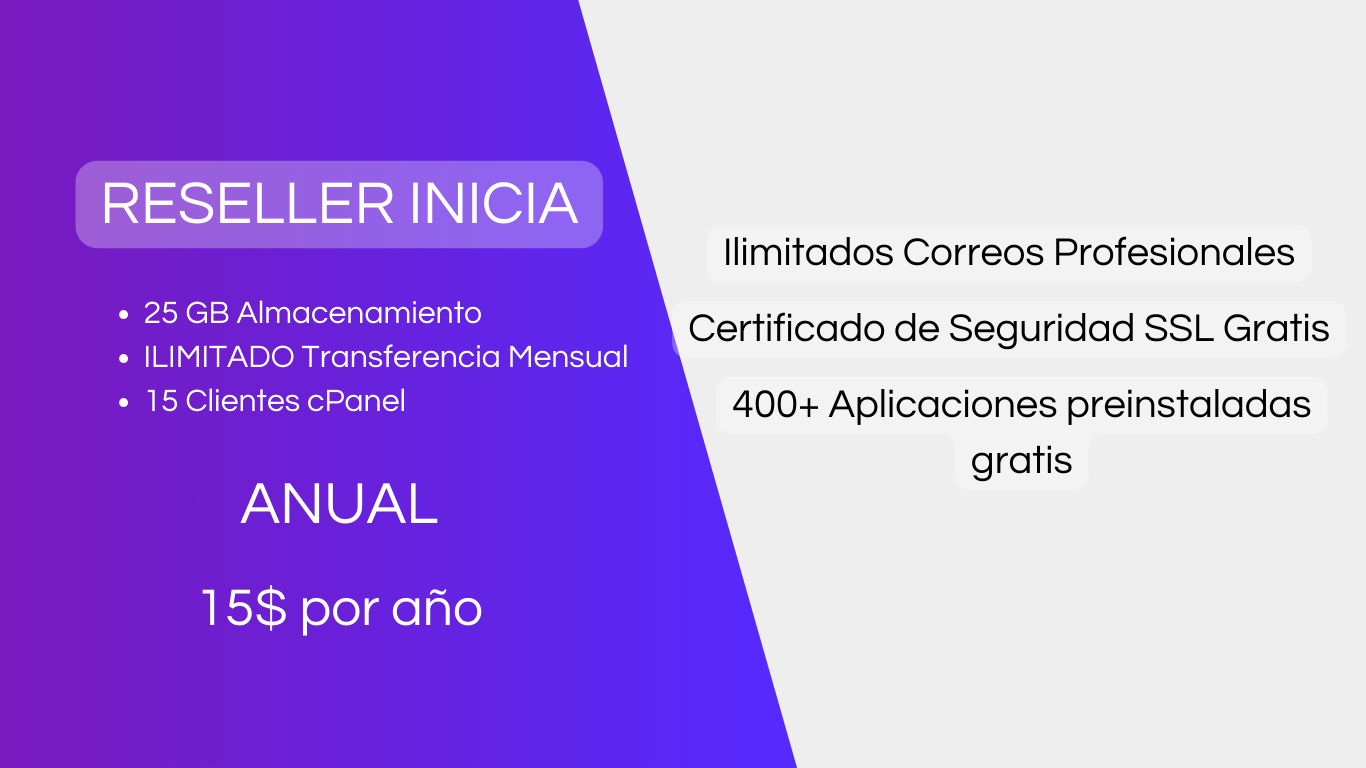 RESELLER INICIA
25 GB Almacenamiento
ILIMITADO Transferencia Mensual
15 Clientes cPanel
ANUAL
15$ por año
Ilimitados Correos Profesionales
Certificado de Seguridad SSL Gratis
400+ Aplicaciones preinstaladas
gratis